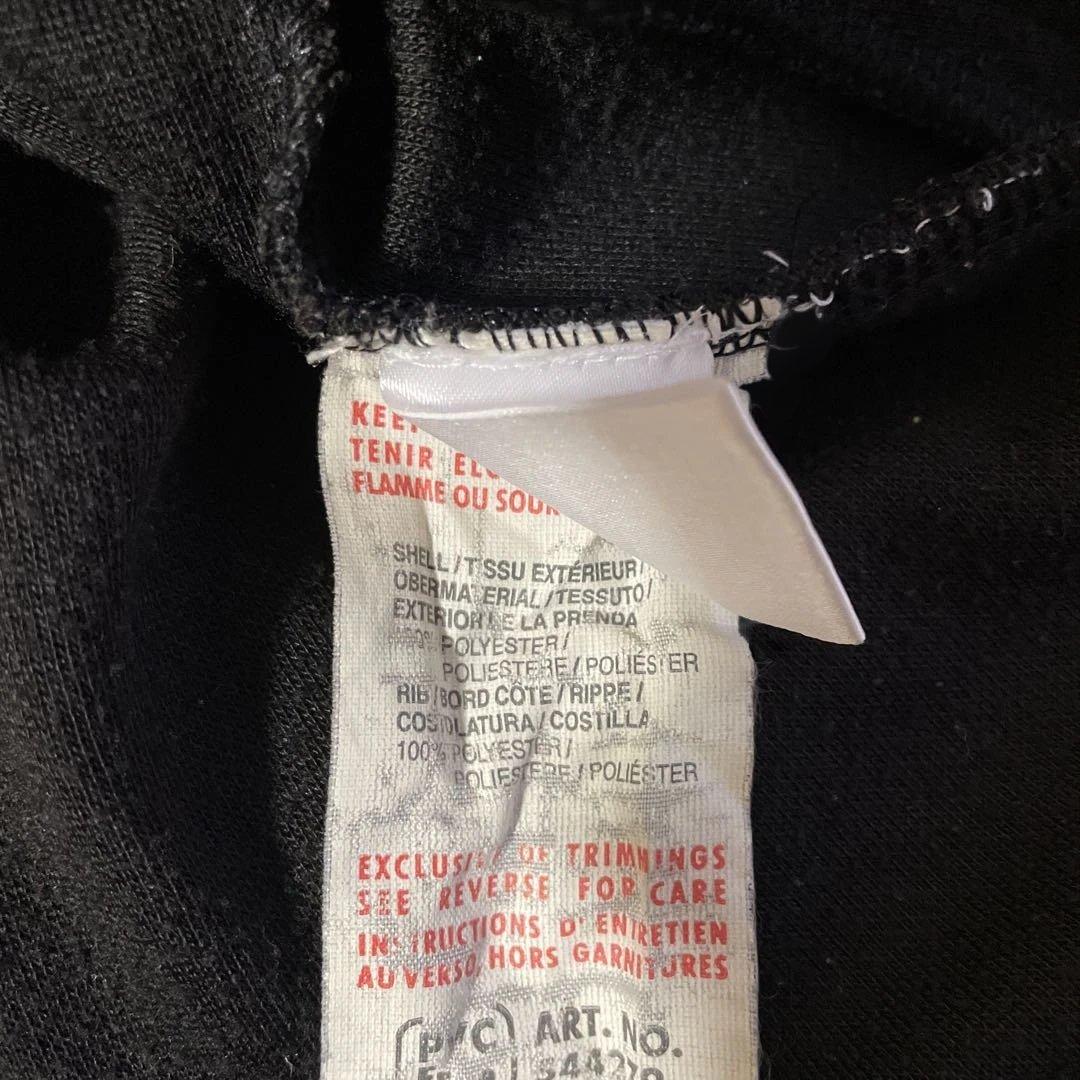 TENIR
FLAMME OU
SHELL / TISSU EXTÉRIEUR /
OBERMATERIAL / TESSUTO /
EXTERIOR DE LA PRENDA
100% POLYESTER /
POLIESTERE / POLIÉSTER
RIB / BORD CÔTE / RIPPE /
COSTOLATURA / COSTILLA
100% POLYESTER /
POLIESTERE / POLIÉSTER
EXCLUSIVE OF TRIMMINGS
SEE REVERSE FOR CARE
INSTRUCTIONS D' ENTRETIEN
AU VERSO, HORS GARNITURES
ART. NO.